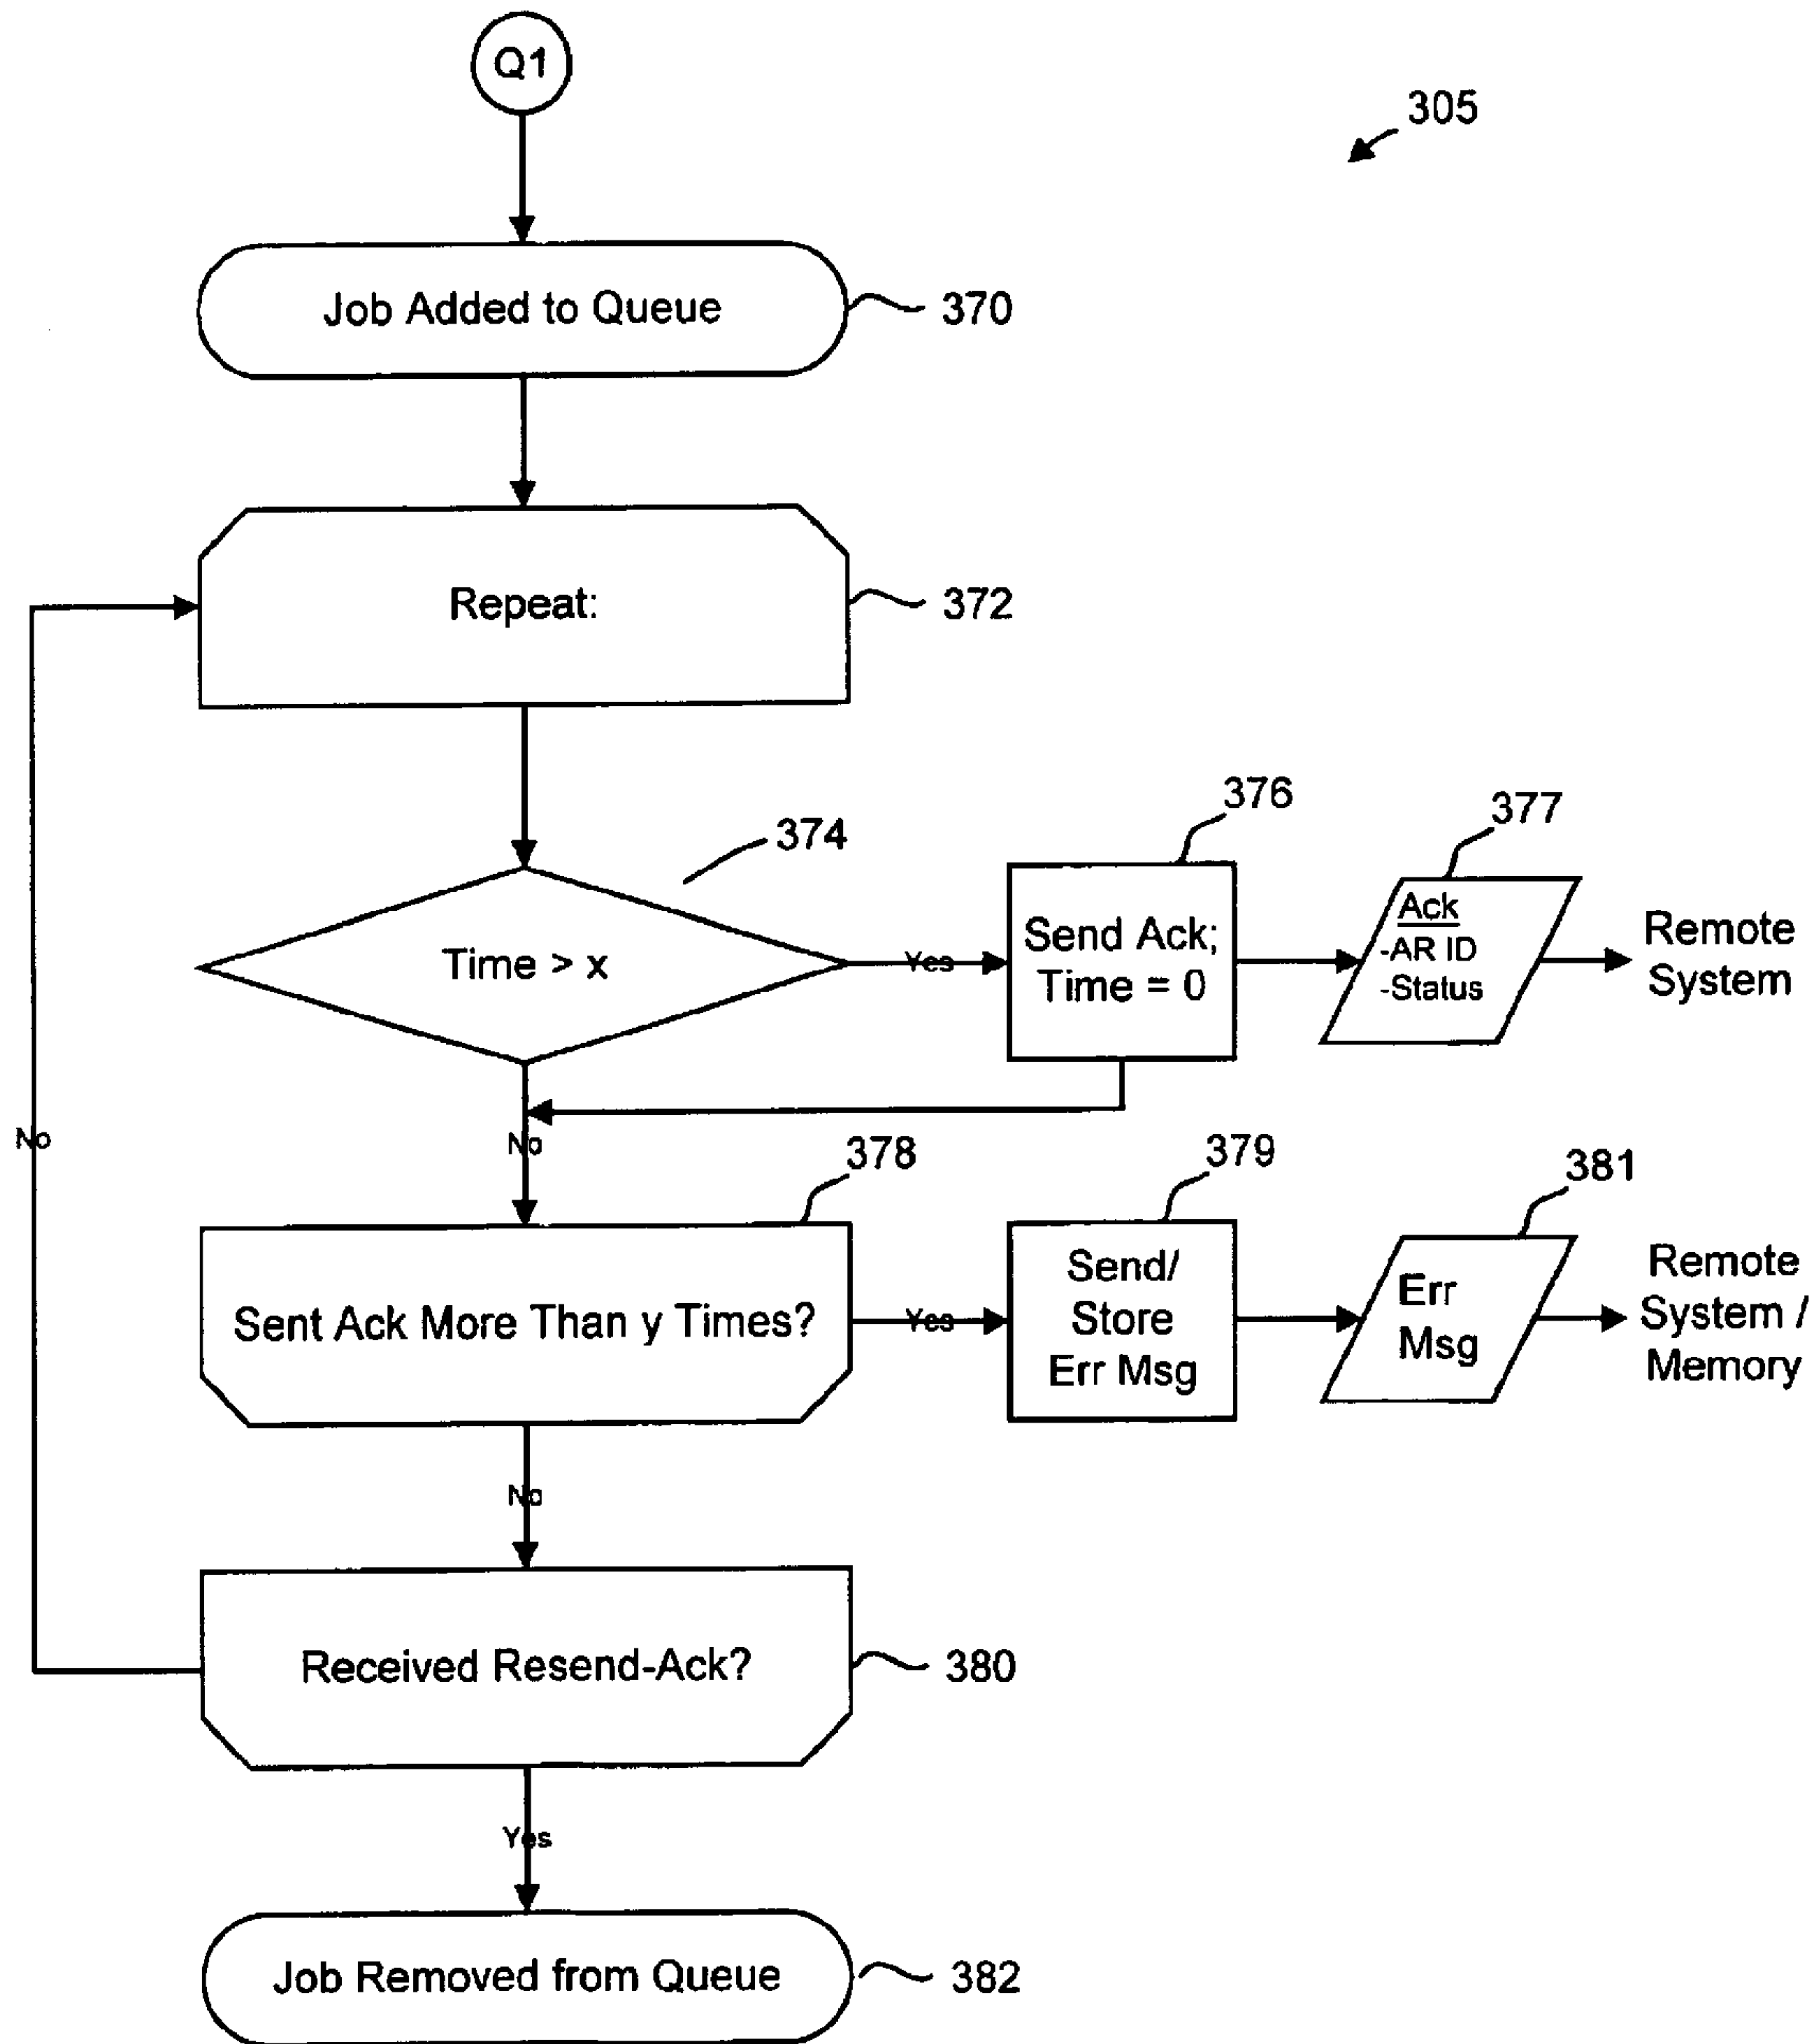 Q1
305
Job Added to Queue
370
Repeat:
372
374
376
377
Time > x
Yes
Send Ack;
Time = 0
Ack
-AR ID
-Status
Remote
System
No
No
378
379
381
Sent Ack More Than y Times?
Yes
Send/
Store
Err Msg
Err
Msg
Remote
System /
Memory
No
Received Resend-Ack?
380
Yes
Job Removed from Queue
382